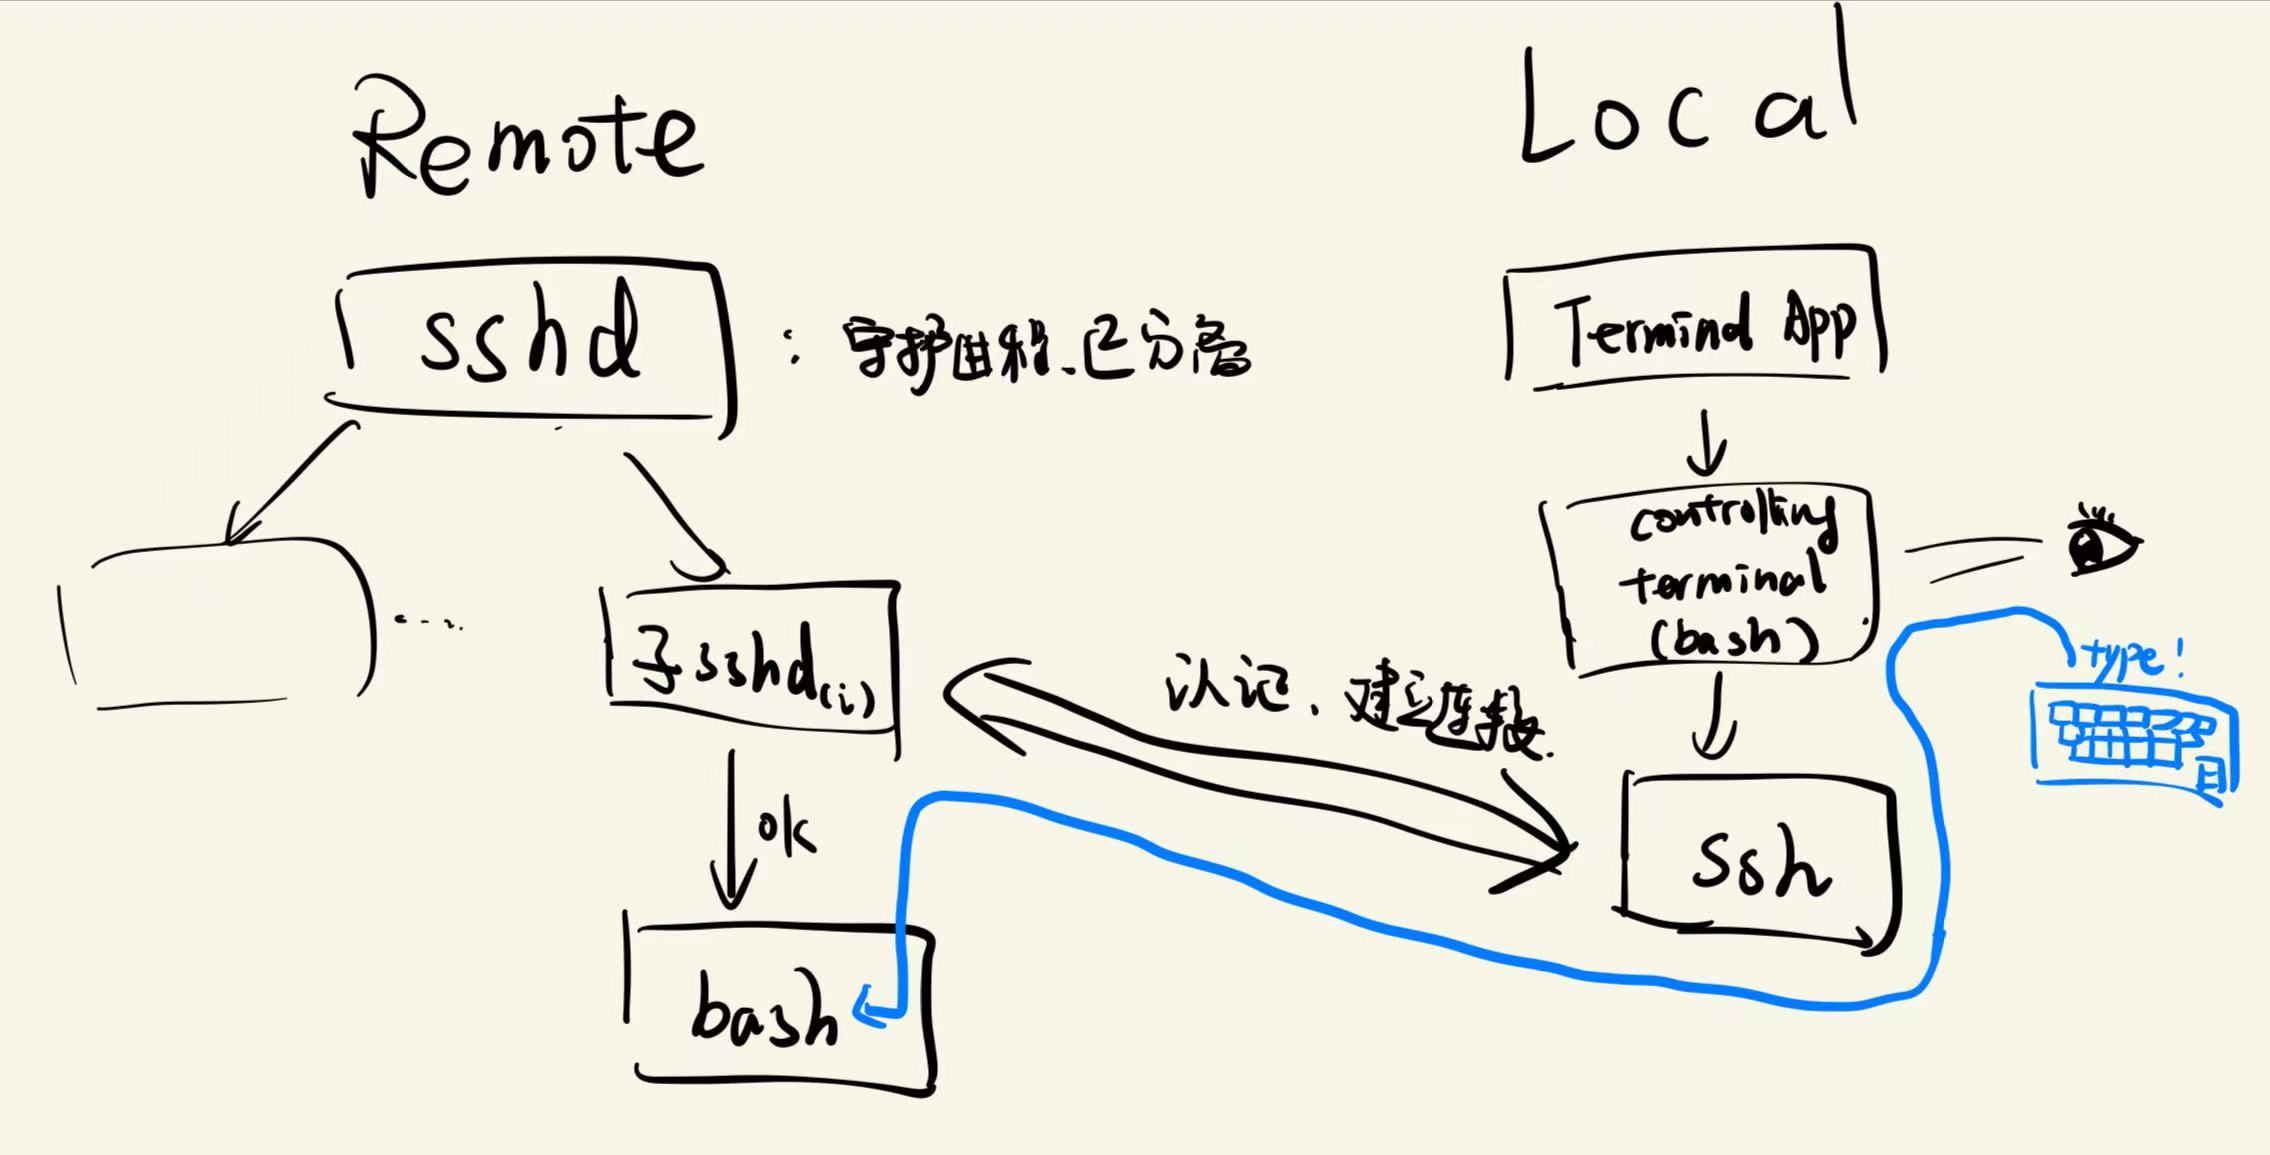 Remote
Local
sshd
：守护进程、已分离
Termind App
controlling
terminal
(bash)
type!
子sshd(i)
认证、建立连接.
ok
ssh
bash